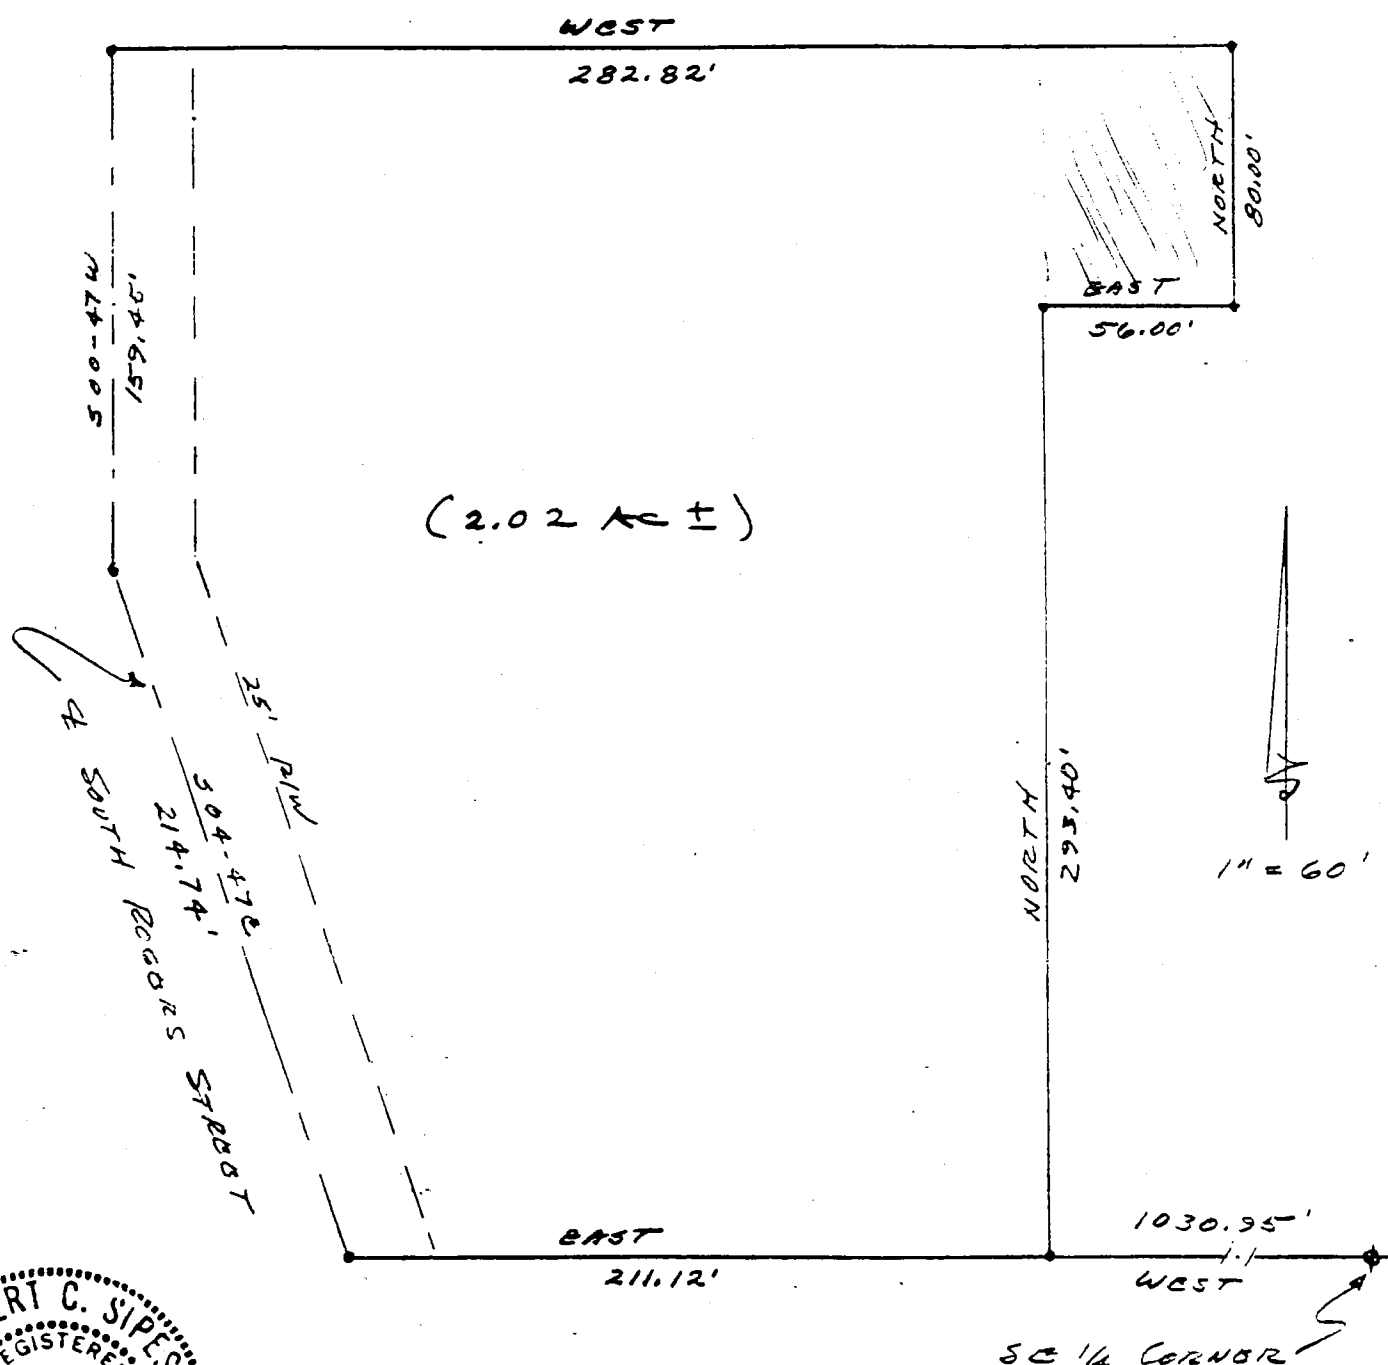 WEST
282.82'
NORTH
80.00'
EAST
56.00'
S00-47W
159.45'
(2.02 AC ±)
25' R/W
S04-47E
214.74'
℄ SOUTH ROGERS STREET
NORTH
293.40'
N
1" = 60'
EAST
211.12'
1030.95'
WEST
SE 1/4 CORNER
RT C. SIPES
EGISTERE